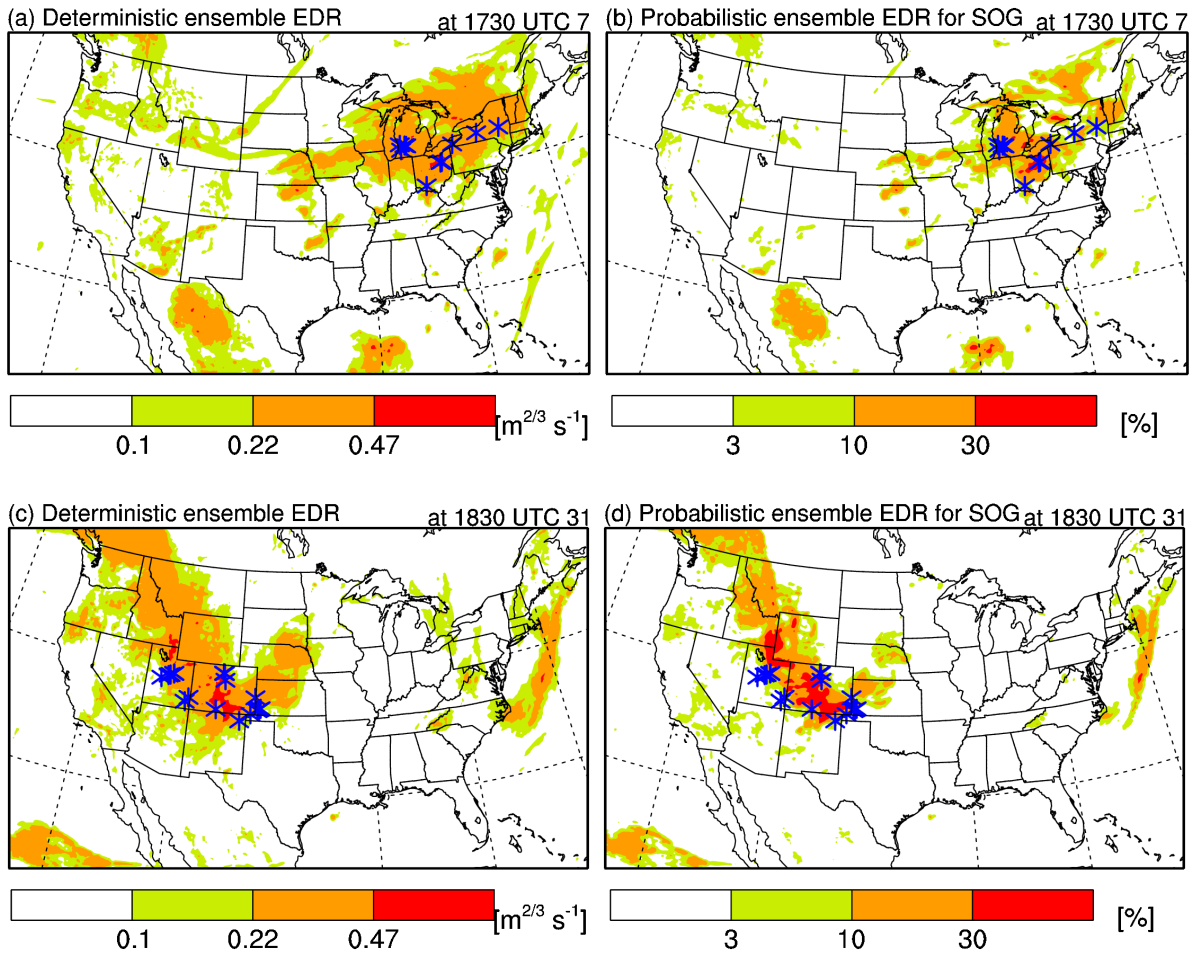 (a) Deterministic ensemble EDR at 1730 UTC 7
(b) Probabilistic ensemble EDR for SOG at 1730 UTC 7
0.1 0.22 0.47 [m^{2/3} s^{-1}]
3 10 30 [%]
(c) Deterministic ensemble EDR at 1830 UTC 31
(d) Probabilistic ensemble EDR for SOG at 1830 UTC 31
0.1 0.22 0.47 [m^{2/3} s^{-1}]
3 10 30 [%]